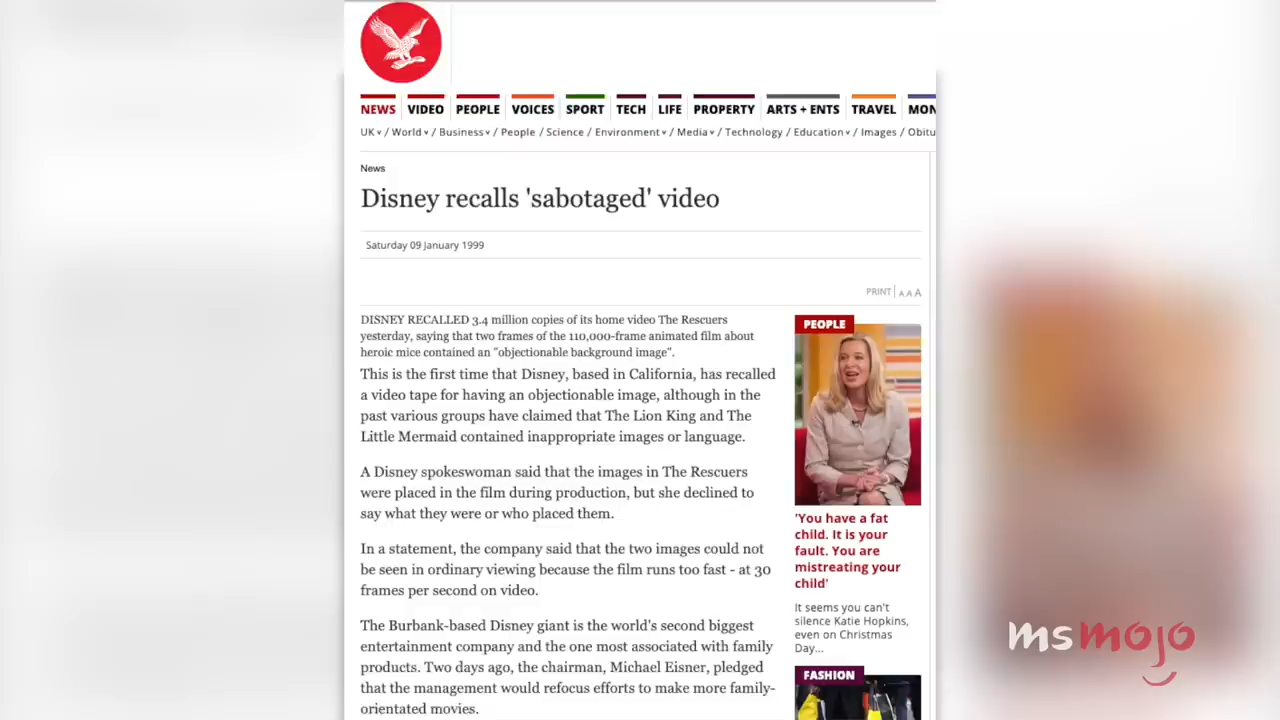 NEWS VIDEO PEOPLE VOICES SPORT TECH LIFE PROPERTY ARTS + ENTS TRAVEL MON
UK / World / Business / People / Science / Environment / Media / Technology / Education / Images / Obitu
News
Disney recalls 'sabotaged' video
Saturday 09 January 1999
PRINT A A A
DISNEY RECALLED 3.4 million copies of its home video The Rescuers
yesterday, saying that two frames of the 110,000-frame animated film about
heroic mice contained an "objectionable background image".
This is the first time that Disney, based in California, has recalled
a video tape for having an objectionable image, although in the
past various groups have claimed that The Lion King and The
Little Mermaid contained inappropriate images or language.
A Disney spokeswoman said that the images in The Rescuers
were placed in the film during production, but she declined to
say what they were or who placed them.
In a statement, the company said that the two images could not
be seen in ordinary viewing because the film runs too fast - at 30
frames per second on video.
The Burbank-based Disney giant is the world's second biggest
entertainment company and the one most associated with family
products. Two days ago, the chairman, Michael Eisner, pledged
that the management would refocus efforts to make more family-
orientated movies.
PEOPLE
'You have a fat
child. It is your
fault. You are
mistreating your
child'
It seems you can't
silence Katie Hopkins,
even on Christmas
Day...
FASHION
msmojo